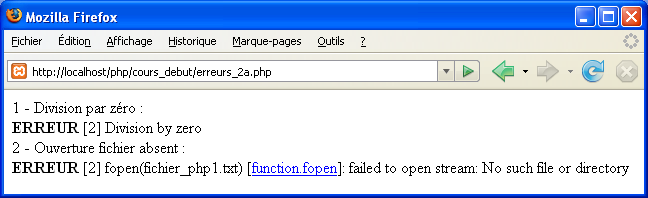 Mozilla Firefox
Fichier Édition Affichage Historique Marque-pages Outils ?
http://localhost/php/cours_debut/erreurs_2a.php
1 - Division par zéro :
ERREUR [2] Division by zero
2 - Ouverture fichier absent :
ERREUR [2] fopen(fichier_php1.txt) [function.fopen]: failed to open stream: No such file or directory